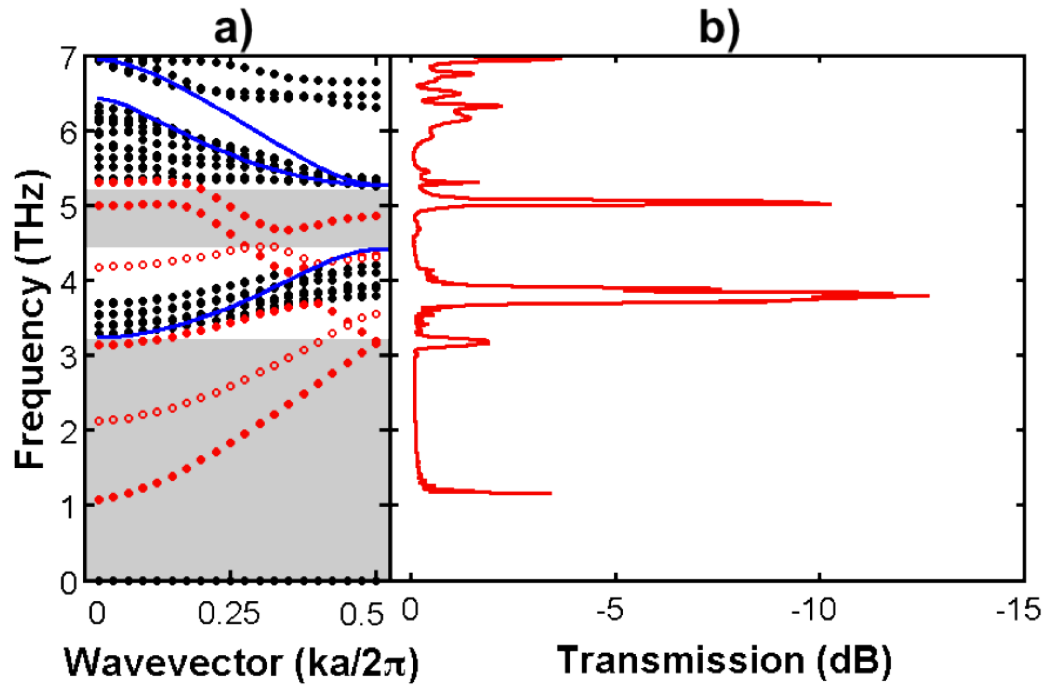 a)
b)
Frequency (THz)
7
6
5
4
3
2
1
0
0 0.25 0.5
Wavevector (ka/2π)
0 -5 -10 -15
Transmission (dB)